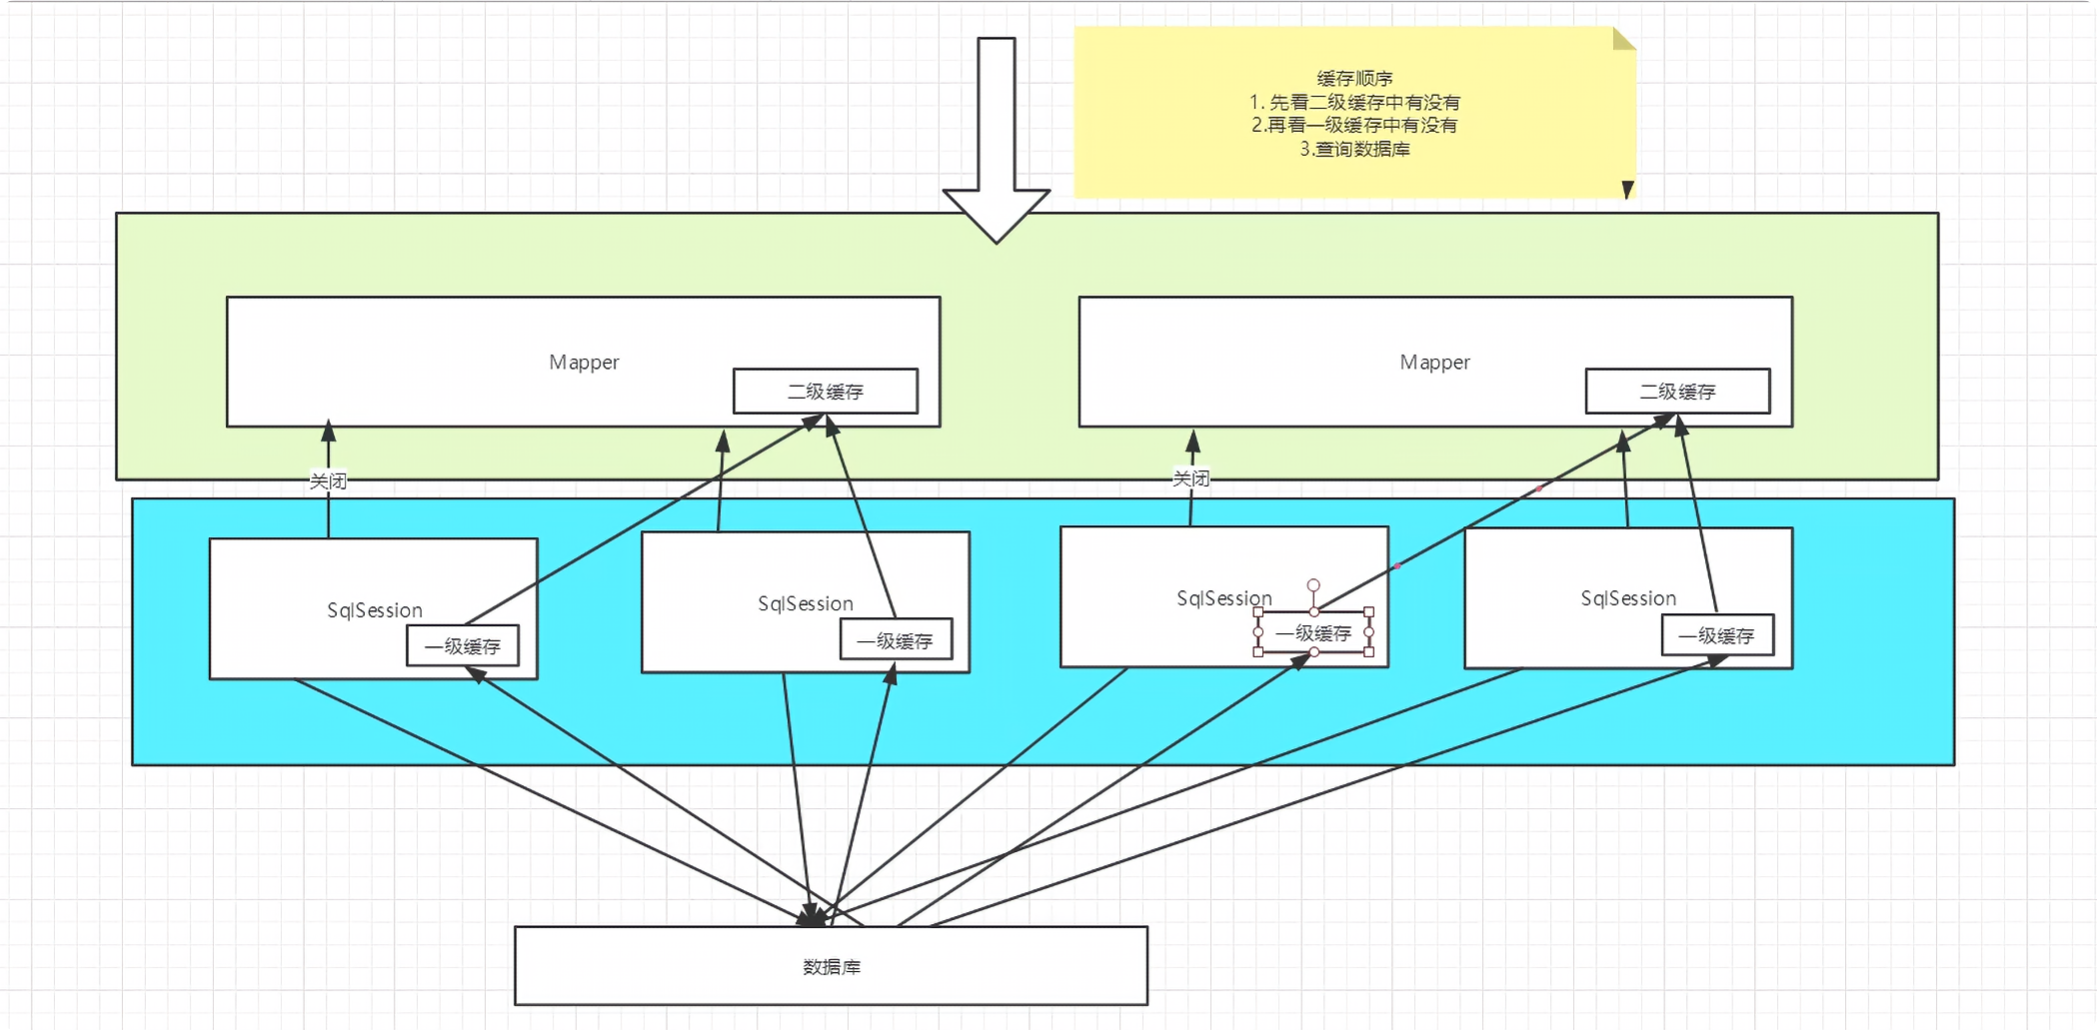 缓存顺序
1. 先看二级缓存中有没有
2.再看一级缓存中有没有
3.查询数据库
Mapper
二级缓存
Mapper
二级缓存
关闭
关闭
SqlSession
一级缓存
SqlSession
一级缓存
SqlSession
一级缓存
SqlSession
一级缓存
数据库